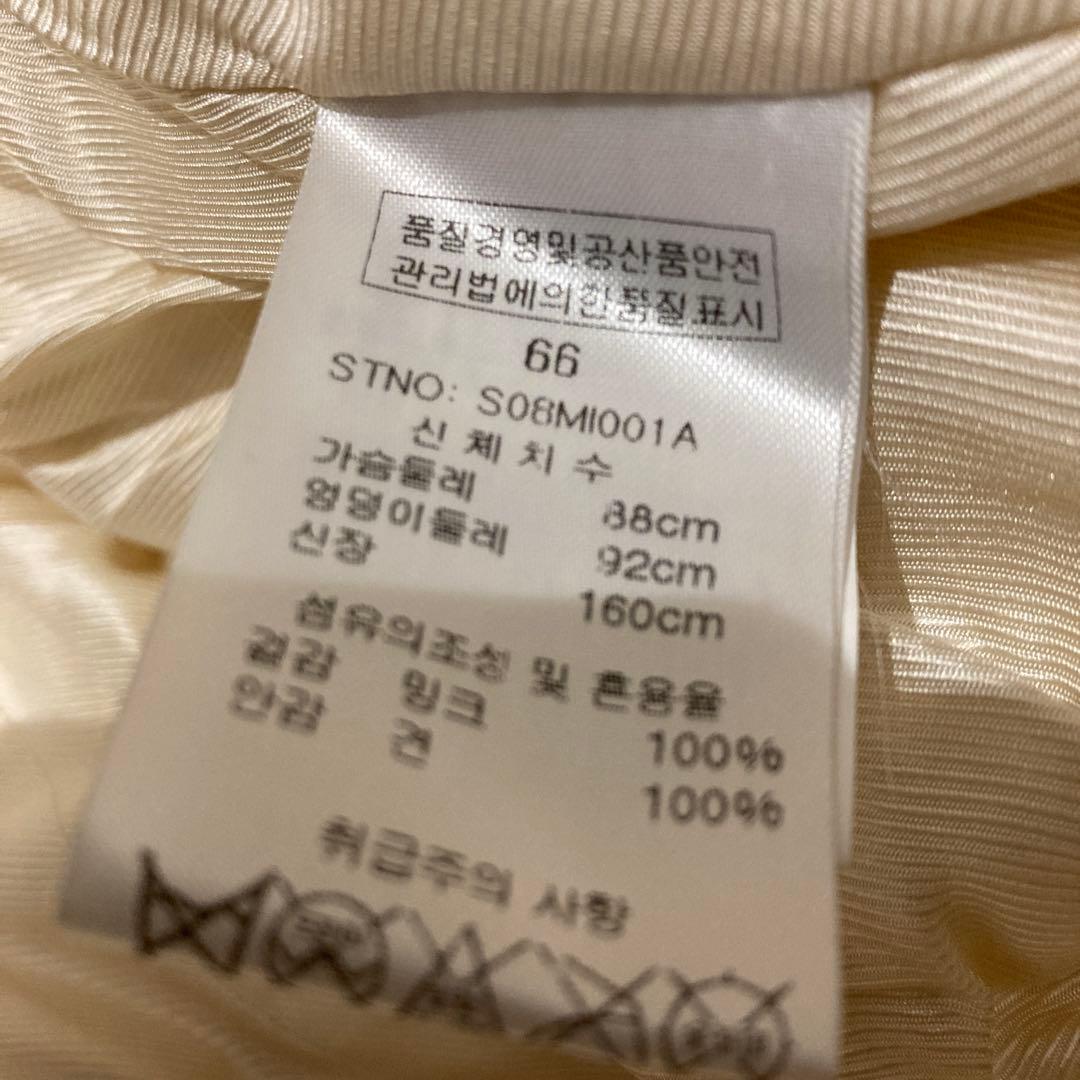 품질경영및공산품안전
관리법에의한품질표시
66
STNO: S08MI001A
신 체 치 수
가슴둘레 88cm
엉덩이둘레 92cm
신장 160cm
섬유의조성 및 혼용율
겉감 밍크 100%
안감 견 100%
취급주의 사항